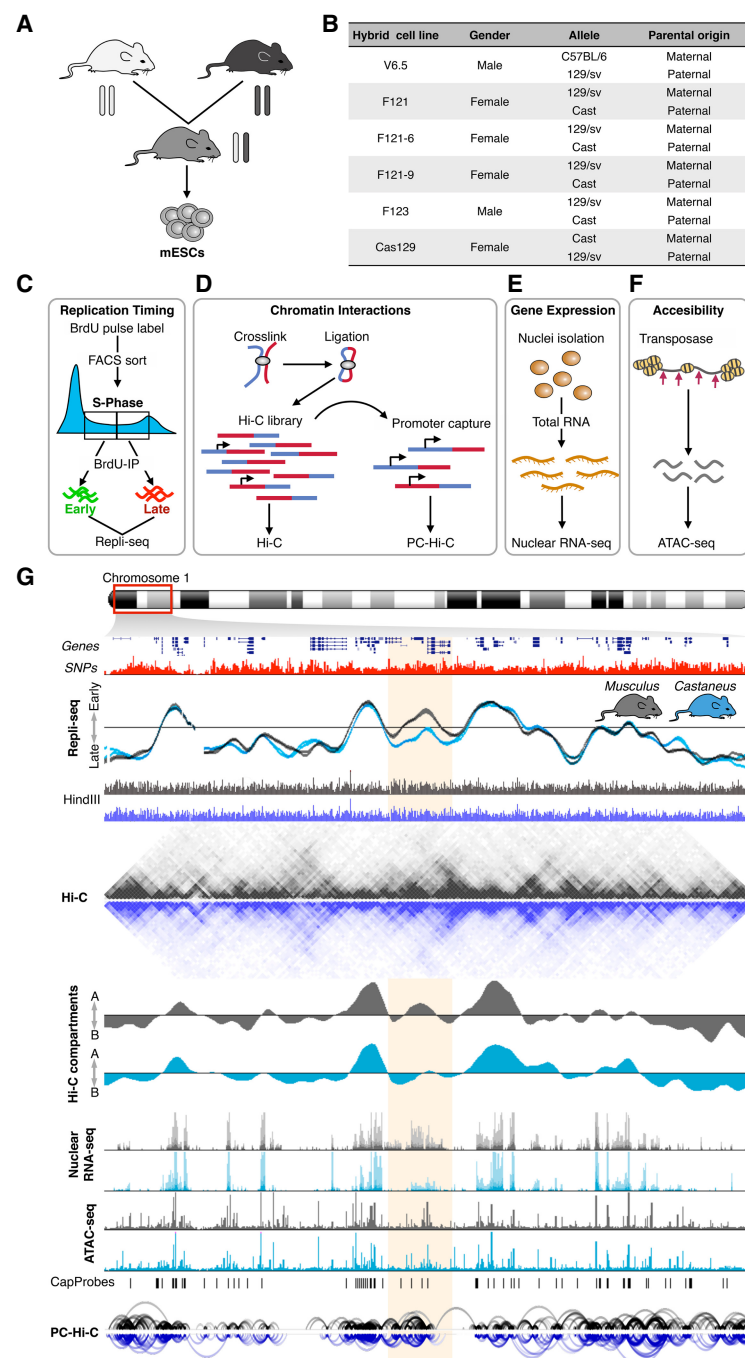 A
mESCs
B
Hybrid cell line Gender Allele Parental origin
V6.5 Male C57BL/6 Maternal
129/sv Paternal
F121 Female 129/sv Maternal
Cast Paternal
F121-6 Female 129/sv Maternal
Cast Paternal
F121-9 Female 129/sv Maternal
Cast Paternal
F123 Male 129/sv Maternal
Cast Paternal
Cas129 Female Cast Maternal
129/sv Paternal
C
Replication Timing
BrdU pulse label
FACS sort
S-Phase
BrdU-IP
Early Late
Repli-seq
D
Chromatin Interactions
Crosslink Ligation
Hi-C library Promoter capture
Hi-C PC-Hi-C
E
Gene Expression
Nuclei isolation
Total RNA
Nuclear RNA-seq
F
Accesibility
Transposase
ATAC-seq
G
Chromosome 1
Genes
SNPs
Repli-seq
Late Early
Musculus Castaneus
HindIII
Hi-C
Hi-C compartments
A
B
A
B
Nuclear
RNA-seq
ATAC-seq
CapProbes
PC-Hi-C